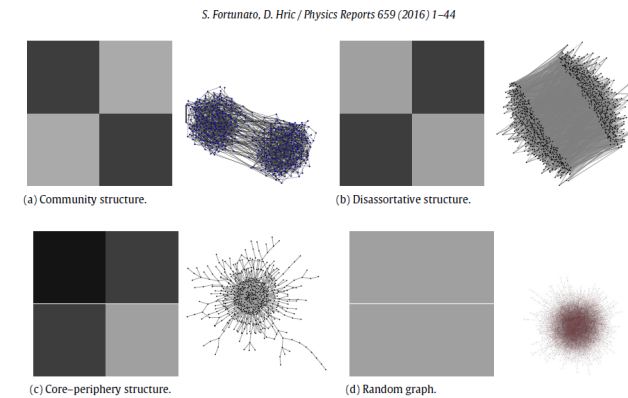 S. Fortunato, D. Hric / Physics Reports 659 (2016) 1–44
(a) Community structure.
(b) Disassortative structure.
(c) Core–periphery structure.
(d) Random graph.